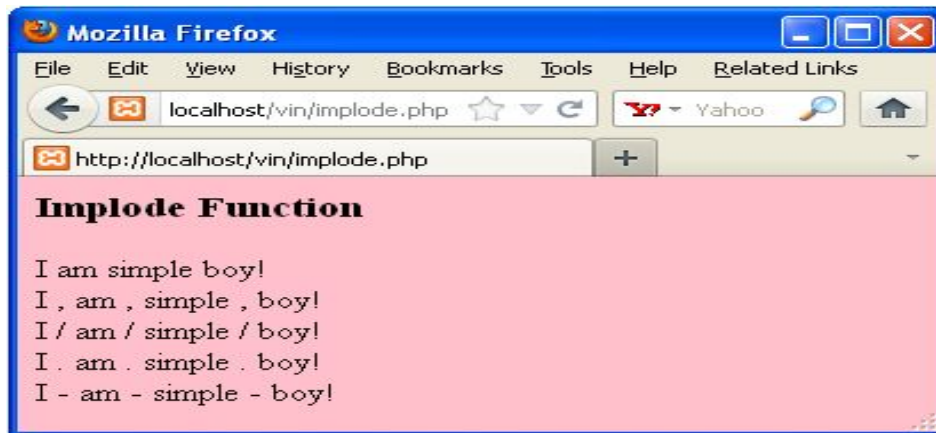 Mozilla Firefox
File Edit View History Bookmarks Tools Help Related Links
localhost/vin/implode.php Y? Yahoo
http://localhost/vin/implode.php +
Implode Function
I am simple boy!
I , am , simple , boy!
I / am / simple / boy!
I . am . simple . boy!
I - am - simple - boy!